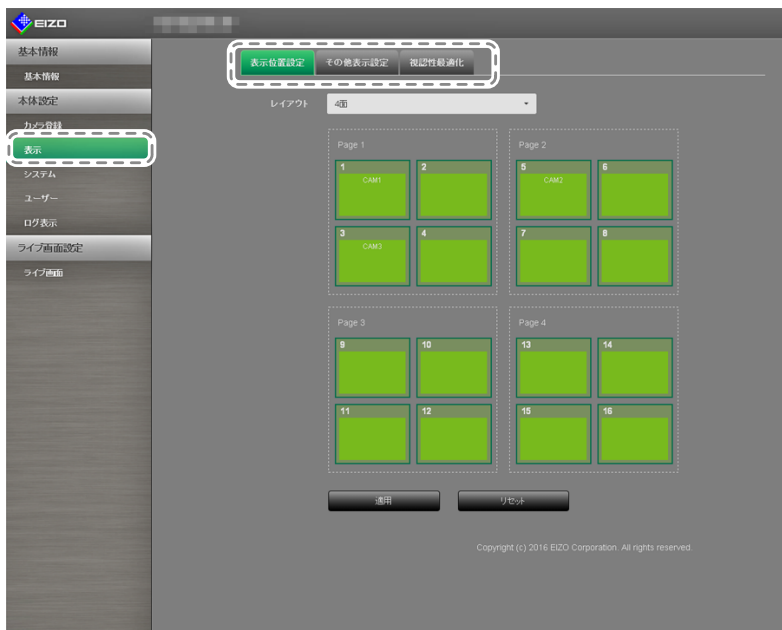 EIZO
基本情報
基本情報
本体設定
カメラ登録
表示
システム
ユーザー
ログ表示
ライブ画面設定
ライブ画面
表示位置設定 その他表示設定 視認性最適化
レイアウト 4面
Page 1
1 CAM1
2
3 CAM3
4
Page 2
5 CAM2
6
7
8
Page 3
9
10
11
12
Page 4
13
14
15
16
適用 リセット
Copyright (c) 2016 EIZO Corporation. All rights reserved.